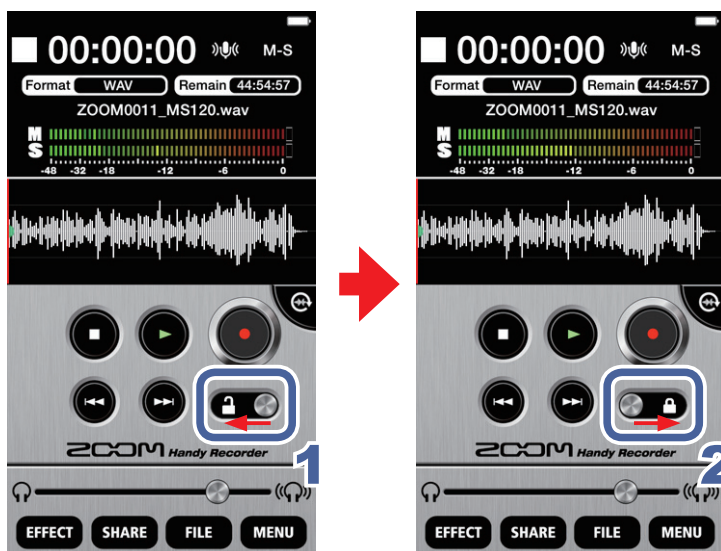 00:00:00 M-S
Format WAV Remain 44:54:57
ZOOM0011_MS120.wav
M
S
-48 -32 -18 -12 -6 0
1
ZOOM Handy Recorder
EFFECT SHARE FILE MENU
00:00:00 M-S
Format WAV Remain 44:54:57
ZOOM0011_MS120.wav
M
S
-48 -32 -18 -12 -6 0
2
ZOOM Handy Recorder
EFFECT SHARE FILE MENU